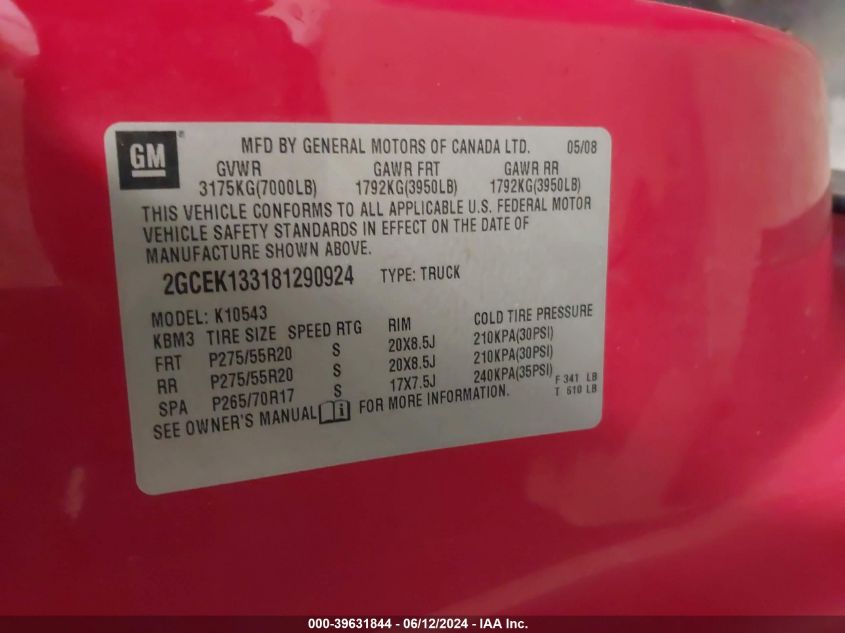 GM ® MFD BY GENERAL MOTORS OF CANADA LTD. 05/08
GVWR GAWR FRT GAWR RR
3175KG(7000LB) 1792KG(3950LB) 1792KG(3950LB)
THIS VEHICLE CONFORMS TO ALL APPLICABLE U.S. FEDERAL MOTOR
VEHICLE SAFETY STANDARDS IN EFFECT ON THE DATE OF
MANUFACTURE SHOWN ABOVE.
2GCEK133181290924 TYPE: TRUCK
MODEL: K10543
KBM3 TIRE SIZE SPEED RTG RIM COLD TIRE PRESSURE
FRT P275/55R20 S 20X8.5J 210KPA(30PSI)
RR P275/55R20 S 20X8.5J 210KPA(30PSI)
SPA P265/70R17 S 17X7.5J 240KPA(35PSI) F 341 LB
SEE OWNER'S MANUAL i FOR MORE INFORMATION. T 510 LB
000-39631844 - 06/12/2024 - IAA Inc.